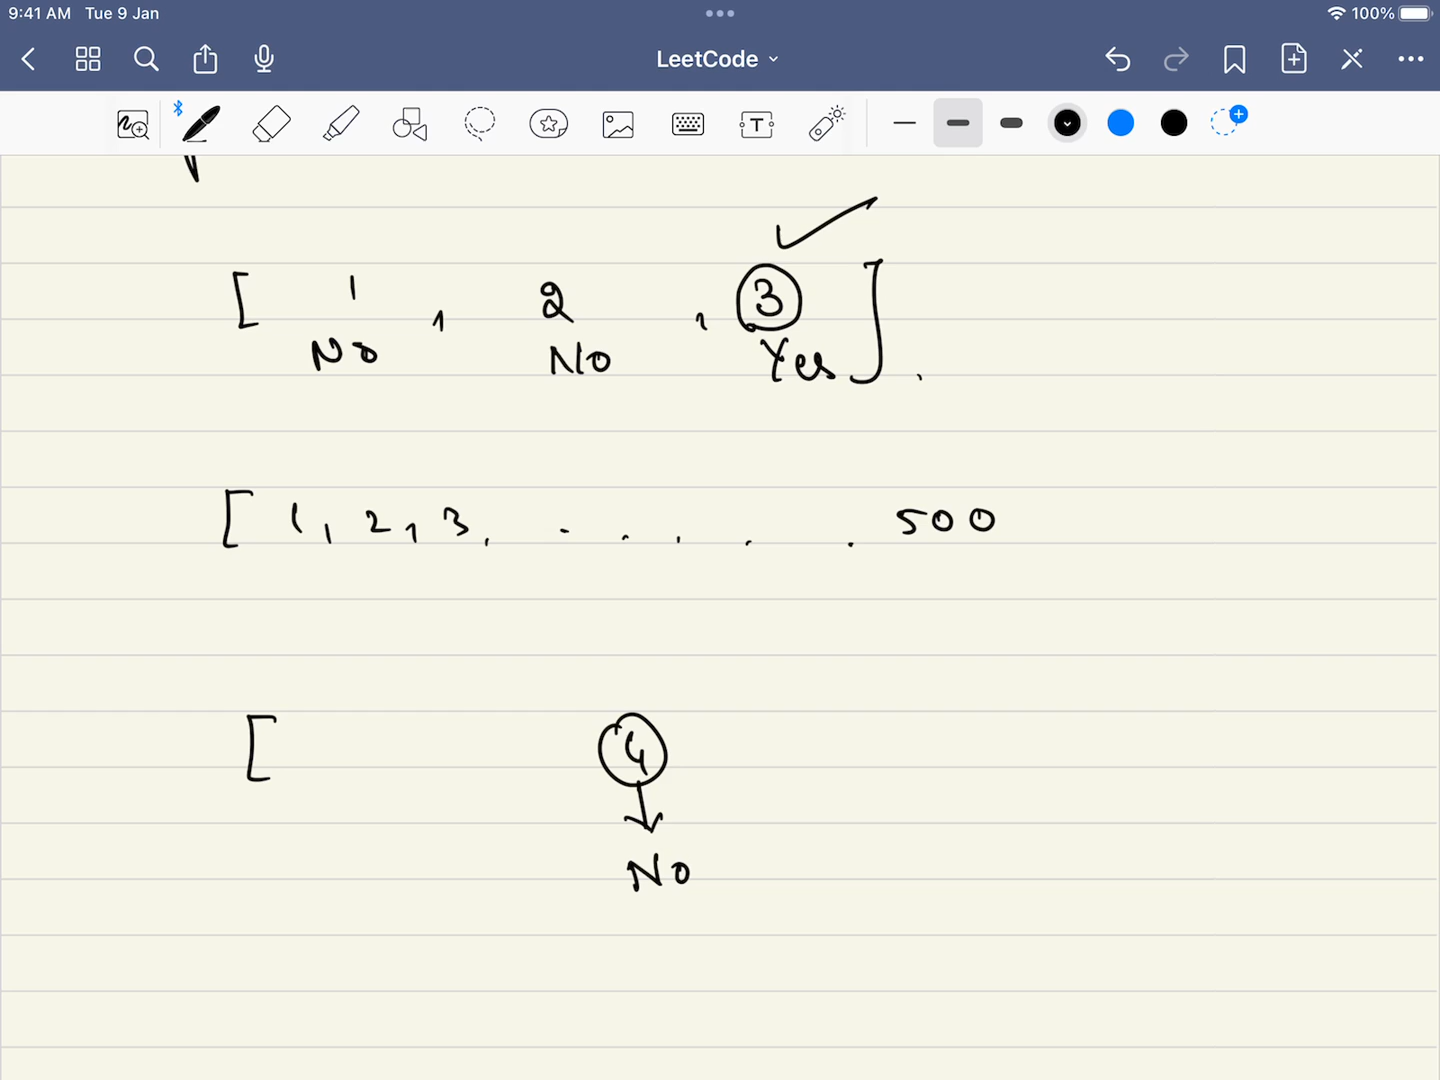 9:41 AM Tue 9 Jan 100%
LeetCode
T
[ 1 , 2 , 3 ] .
No No Yes
[ 1, 2, 3, . . . . . 500
[ 4
No